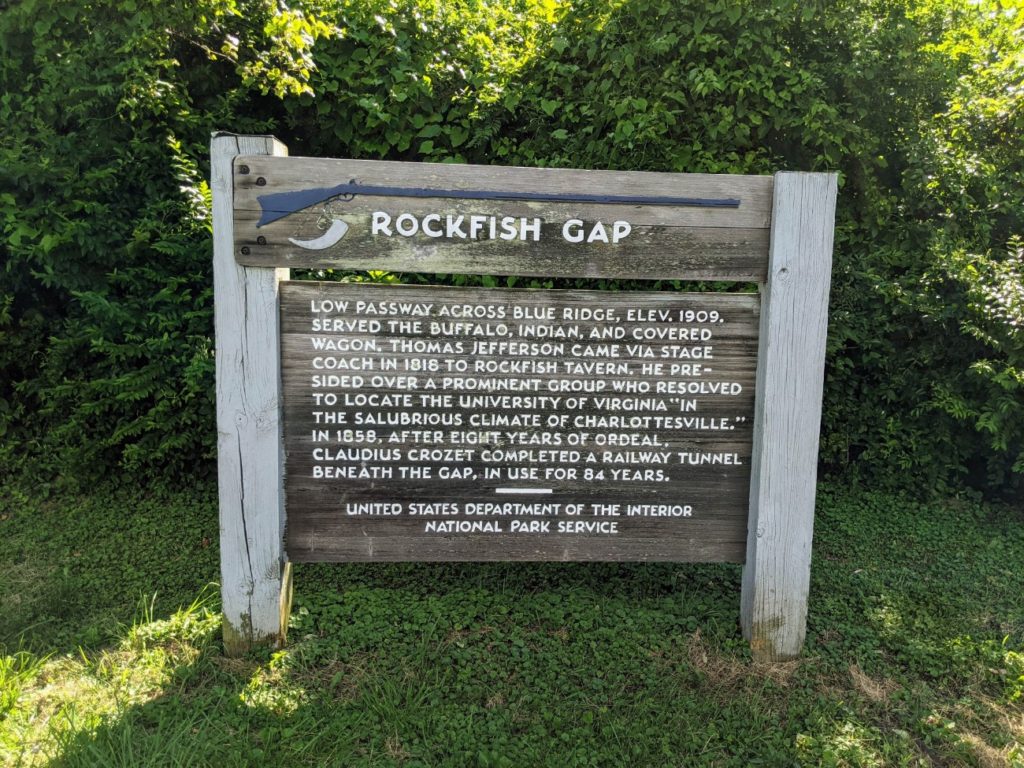 ROCKFISH GAP
LOW PASSWAY ACROSS BLUE RIDGE, ELEV. 1909.
SERVED THE BUFFALO, INDIAN, AND COVERED
WAGON. THOMAS JEFFERSON CAME VIA STAGE
COACH IN 1818 TO ROCKFISH TAVERN. HE PRE-
SIDED OVER A PROMINENT GROUP WHO RESOLVED
TO LOCATE THE UNIVERSITY OF VIRGINIA "IN
THE SALUBRIOUS CLIMATE OF CHARLOTTESVILLE."
IN 1858, AFTER EIGHT YEARS OF ORDEAL,
CLAUDIUS CROZET COMPLETED A RAILWAY TUNNEL
BENEATH THE GAP, IN USE FOR 84 YEARS.
UNITED STATES DEPARTMENT OF THE INTERIOR
NATIONAL PARK SERVICE